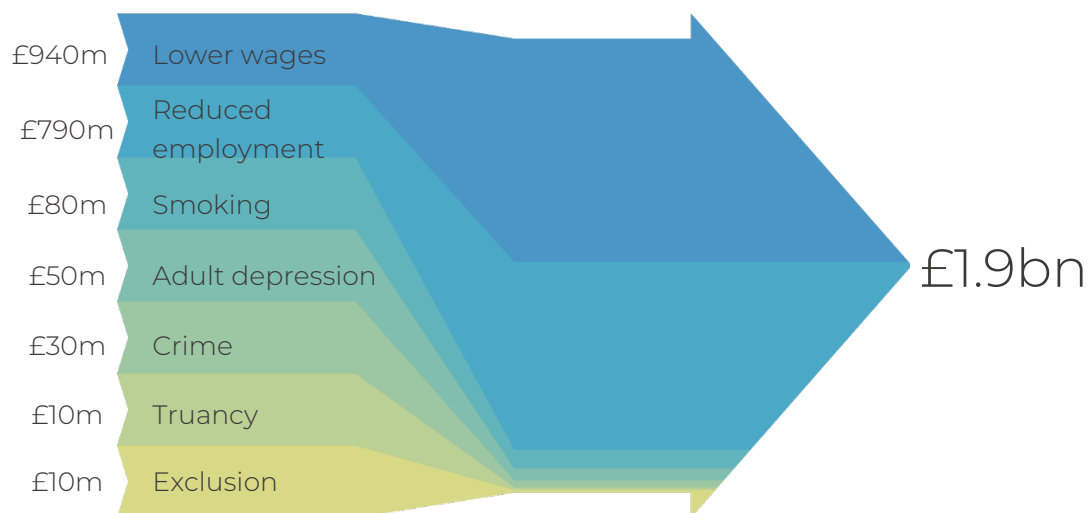 £940m Lower wages
£790m Reduced
employment
£80m Smoking
£50m Adult depression
£30m Crime
£10m Truancy
£10m Exclusion
£1.9bn